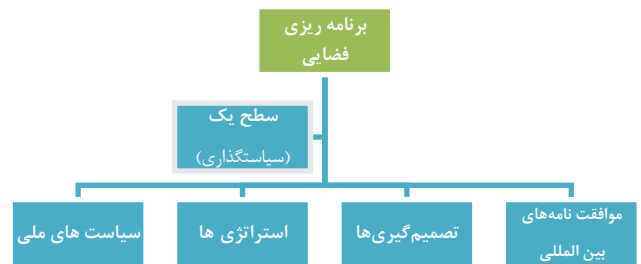 برنامه ریزی
فضایی
سطح یک
(سیاستگذاری)
موافقت نامه‌های
بین المللی
تصمیم‌گیری‌ها
استراتژی ها
سیاست های ملی